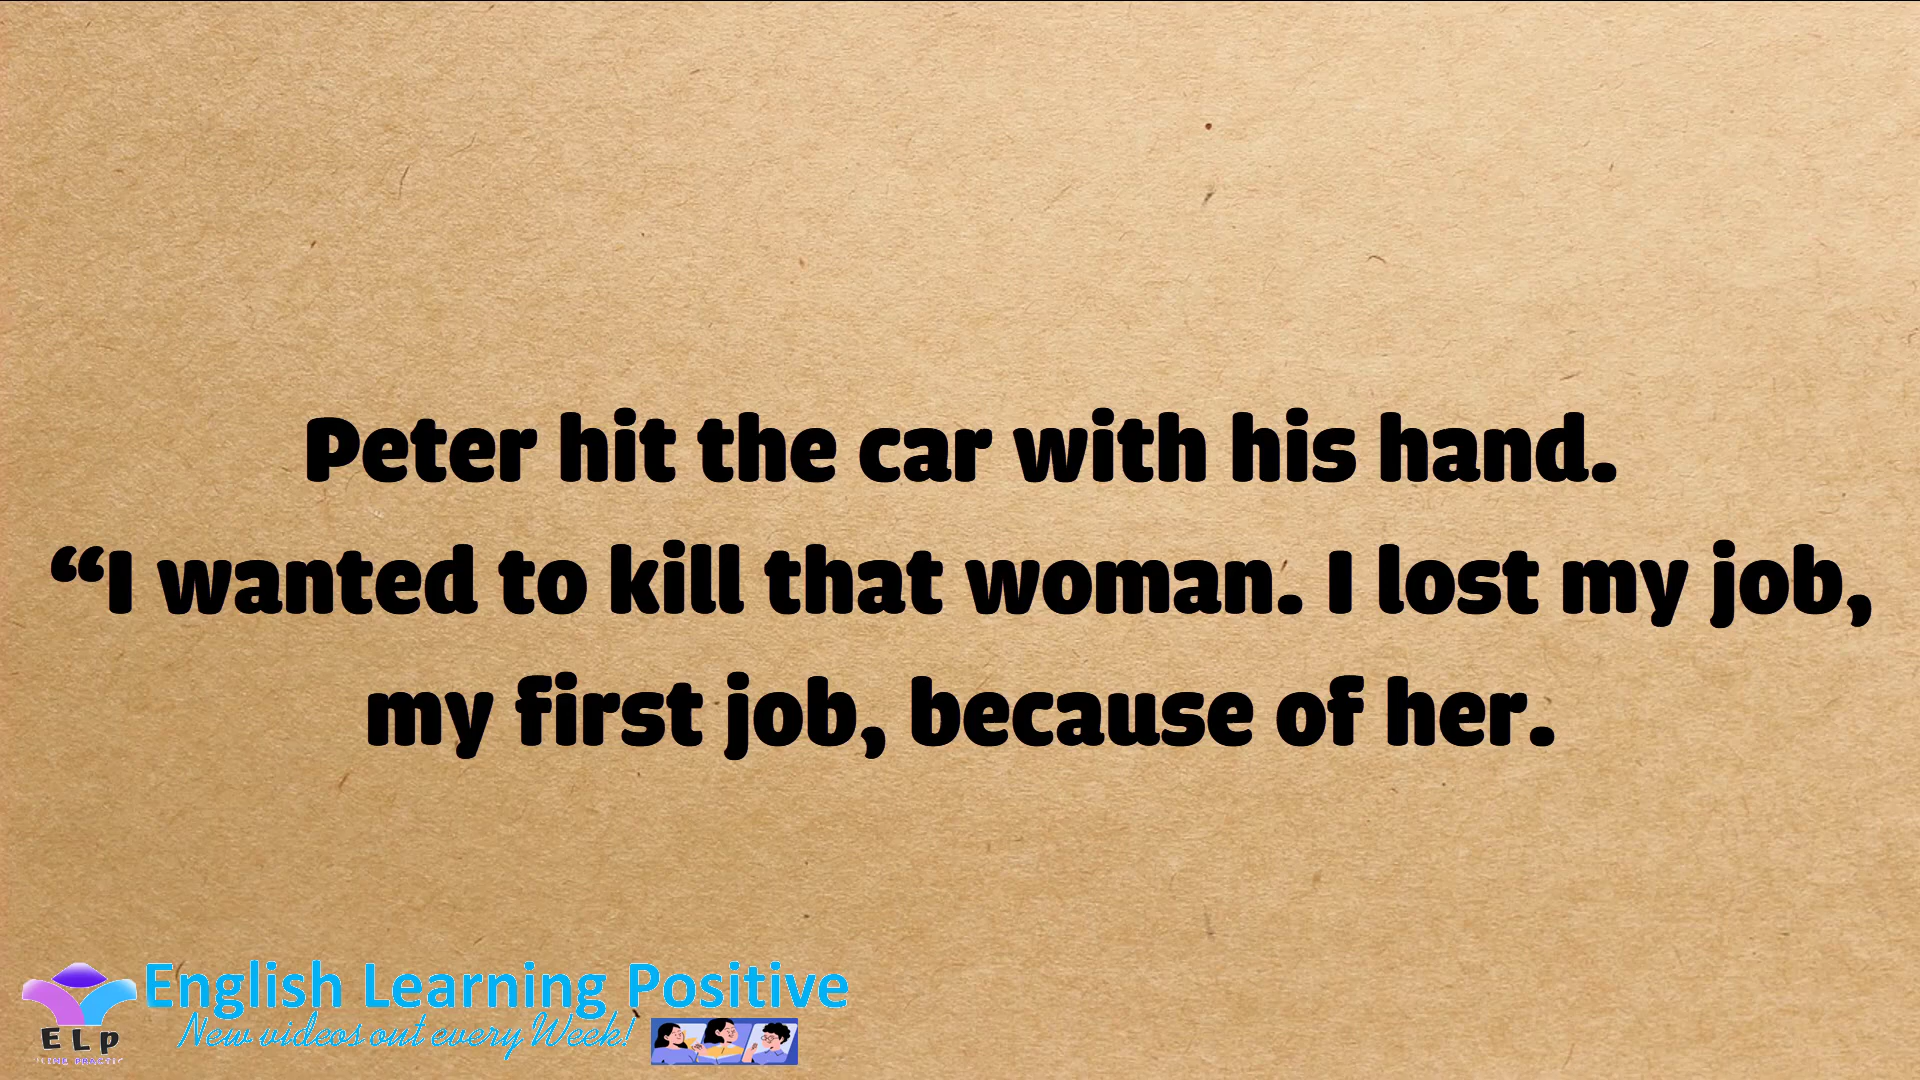 Peter hit the car with his hand.
“I wanted to kill that woman. I lost my job,
my first job, because of her.
English Learning Positive
New videos out every Week!
ELP